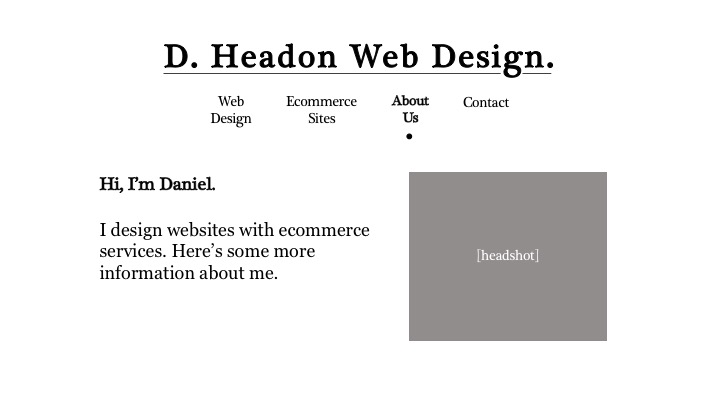 D. Headon Web Design.
Web
Design
Ecommerce
Sites
About
Us
Contact
Hi, I’m Daniel.
I design websites with ecommerce
services. Here’s some more
information about me.
[headshot]